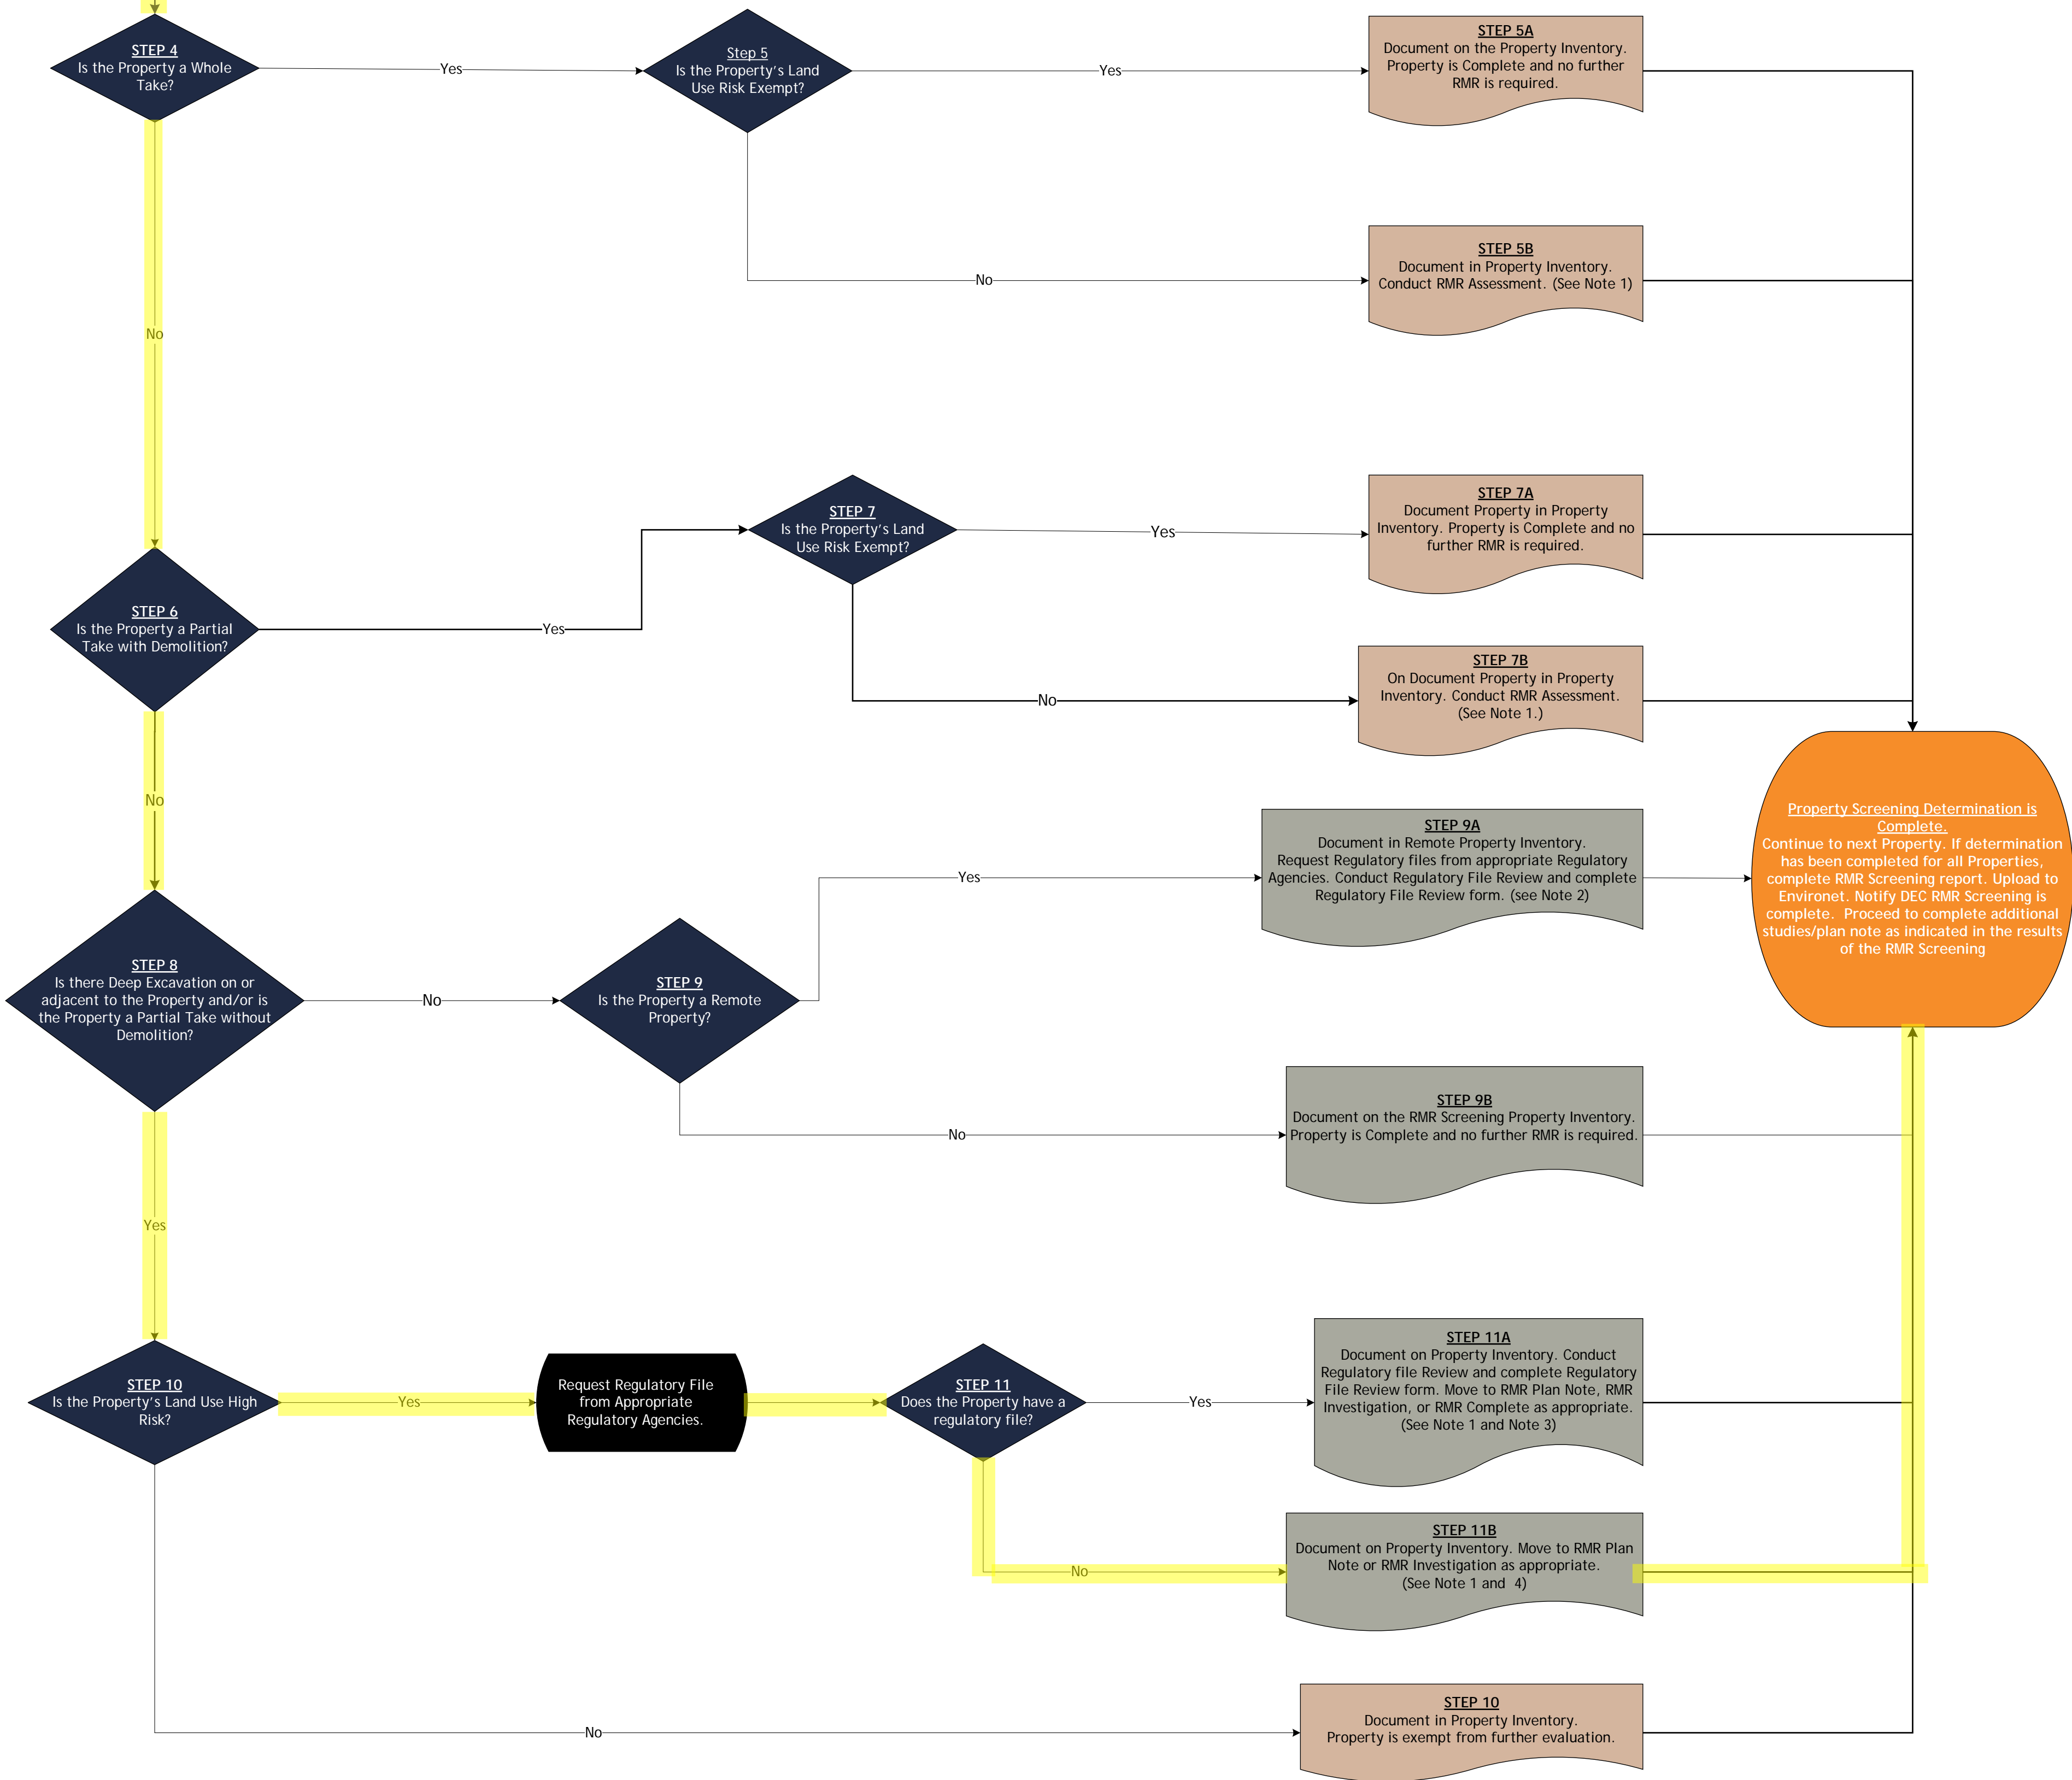 STEP 4
Is the Property a Whole
Take?
Yes
Step 5
Is the Property's Land
Use Risk Exempt?
Yes
STEP 5A
Document on the Property Inventory.
Property is Complete and no further
RMR is required.
No
STEP 5B
Document in Property Inventory.
Conduct RMR Assessment. (See Note 1)
No
STEP 6
Is the Property a Partial
Take with Demolition?
Yes
STEP 7
Is the Property's Land
Use Risk Exempt?
Yes
STEP 7A
Document Property in Property
Inventory. Property is Complete and no
further RMR is required.
No
STEP 7B
On Document Property in Property
Inventory. Conduct RMR Assessment.
(See Note 1.)
No
STEP 8
Is there Deep Excavation on or
adjacent to the Property and/or is
the Property a Partial Take without
Demolition?
No
STEP 9
Is the Property a Remote
Property?
Yes
STEP 9A
Document in Remote Property Inventory.
Request Regulatory files from appropriate Regulatory
Agencies. Conduct Regulatory File Review and complete
Regulatory File Review form. (see Note 2)
Property Screening Determination is
Complete.
Continue to next Property. If determination
has been completed for all Properties,
complete RMR Screening report. Upload to
Environet. Notify DEC RMR Screening is
complete. Proceed to complete additional
studies/plan note as indicated in the results
of the RMR Screening
No
STEP 9B
Document on the RMR Screening Property Inventory.
Property is Complete and no further RMR is required.
Yes
STEP 10
Is the Property's Land Use High
Risk?
Yes
Request Regulatory File
from Appropriate
Regulatory Agencies.
STEP 11
Does the Property have a
regulatory file?
Yes
STEP 11A
Document on Property Inventory. Conduct
Regulatory file Review and complete Regulatory
File Review form. Move to RMR Plan Note, RMR
Investigation, or RMR Complete as appropriate.
(See Note 1 and Note 3)
No
STEP 11B
Document on Property Inventory. Move to RMR Plan
Note or RMR Investigation as appropriate.
(See Note 1 and 4)
No
STEP 10
Document in Property Inventory.
Property is exempt from further evaluation.